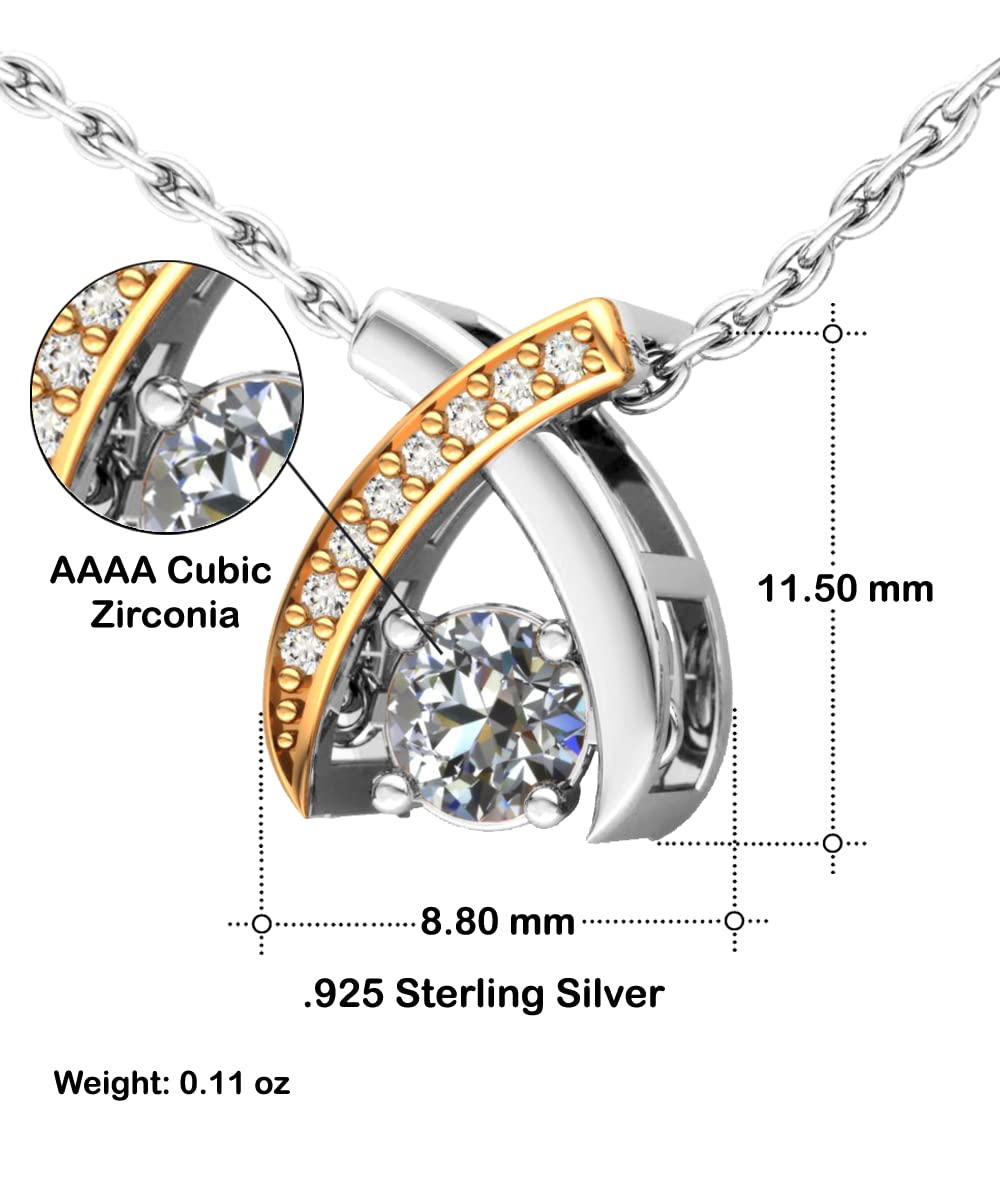 AAAA Cubic
Zirconia
11.50 mm
8.80 mm
.925 Sterling Silver
Weight: 0.11 oz